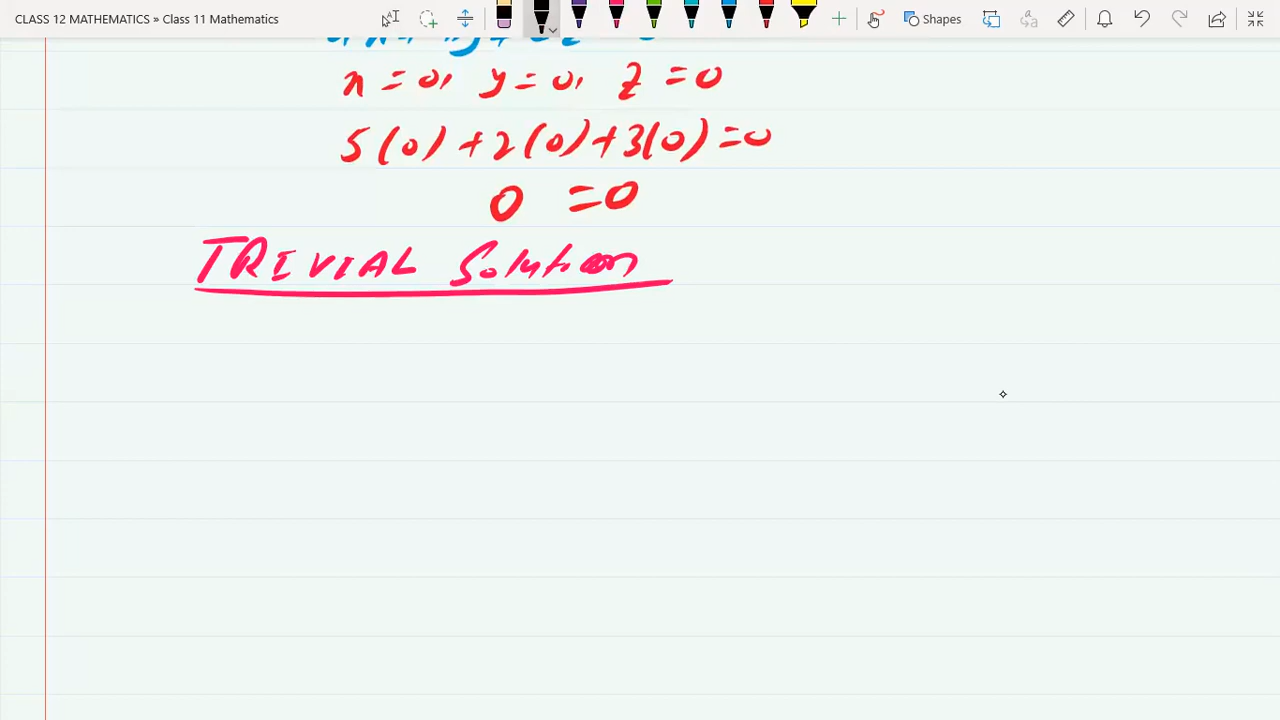 CLASS 12 MATHEMATICS » Class 11 Mathematics
Shapes
x = 0, y = 0, z = 0
5(0) + 2(0) + 3(0) = 0
0 = 0
TRIVIAL Solution